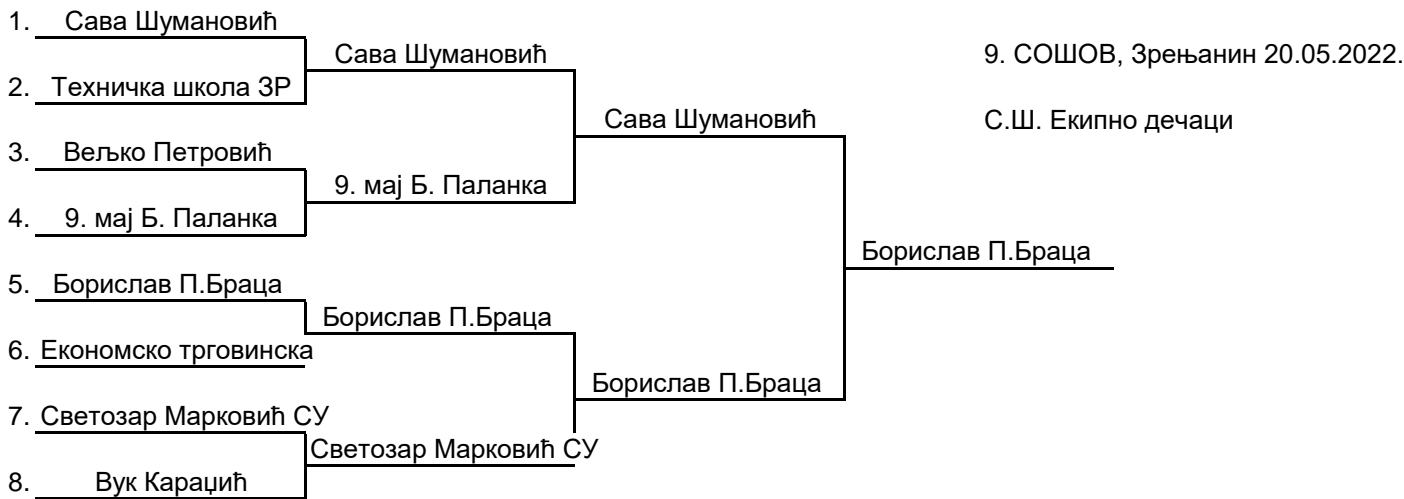 1. Сава Шумановић
Сава Шумановић
9. СОШОВ, Зрењанин 20.05.2022.
2. Техничка школа ЗР
Сава Шумановић
С.Ш. Екипно дечаци
3. Вељко Петровић
9. мај Б. Паланка
4. 9. мај Б. Паланка
Борислав П.Браца
5. Борислав П.Браца
Борислав П.Браца
6. Економско трговинска
Борислав П.Браца
7. Светозар Марковић СУ
Светозар Марковић СУ
8. Вук Караџић